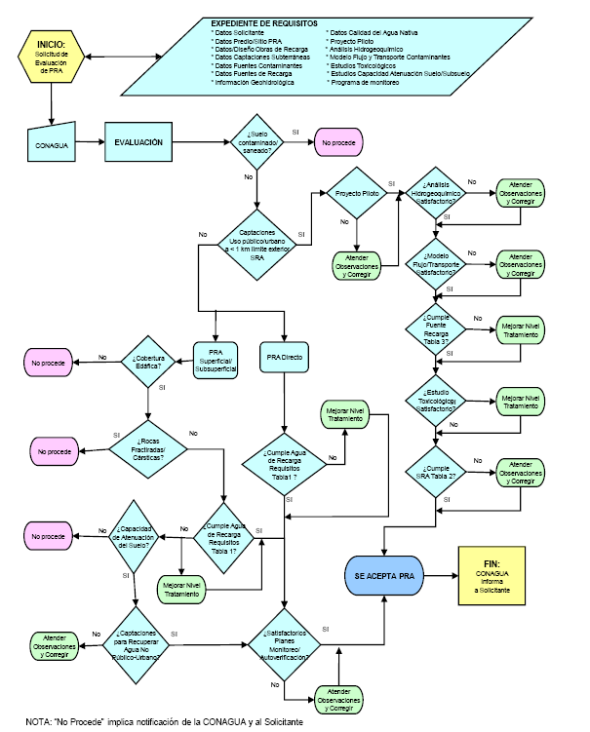 EXPEDIENTE DE REQUISITOS
* Datos Solicitante
* Datos Predio/Sitio PRA
* Datos/Diseño Obras de Recarga
* Datos Captaciones Subterráneas
* Datos Fuentes Contaminantes
* Datos Fuentes de Recarga
* Información Geohidrológica
* Datos Calidad del Agua Nativa
* Proyecto Piloto
* Análisis Hidrogeoquímico
* Modelo Flujo y Transporte Contaminantes
* Estudios Toxicológicos
* Estudios Capacidad Atenuación Suelo/Subsuelo
* Programa de monitoreo
INICIO:
Solicitud de
Evaluación
de PRA
CONAGUA
EVALUACIÓN
¿Suelo
contaminado/
saneado?
SI
No procede
No
Captaciones
Uso público/urbano
a < 1 km límite exterior
SRA
No
SI
Proyecto Piloto
SI
No
Atender
Observaciones
y Corregir
¿Análisis
Hidrogeoquímico
Satisfactorio?
No
Atender
Observaciones
y Corregir
SI
¿Modelo
Flujo/Transporte
Satisfactorio?
No
Atender
Observaciones
y Corregir
SI
¿Cumple
Fuente
Recarga
Tabla 3?
No
Mejorar Nivel
Tratamiento
SI
¿Estudio
Toxicológico
Satisfactorio?
No
Mejorar Nivel
Tratamiento
No
SI
¿Cumple
SRA Tabla 2?
No
Atender
Observaciones
y Corregir
SI
PRA
Superficial/
Subsuperficial
PRA Directo
¿Cobertura
Edáfica?
No
No procede
SI
¿Rocas
Fracturadas/
Cársticas?
SI
No procede
No
Mejorar Nivel
Tratamiento
¿Cumple Agua
de Recarga
Requisitos
Tabla1 ?
No
SI
¿Cumple Agua
de Recarga
Requisitos
Tabla 1?
No
SI
Mejorar Nivel
Tratamiento
¿Capacidad
de Atenuación
del Suelo?
No
No procede
SI
¿Captaciones
para Recuperar
Agua No
Público-Urbano?
No
Atender
Observaciones
y Corregir
SI
¿Satisfactorios
Planes
Monitoreo/
Autoverificación?
SI
No
Atender
Observaciones
y Corregir
SE ACEPTA PRA
FIN:
CONAGUA
Informa
a Solicitante
NOTA: "No Procede" implica notificación de la CONAGUA y al Solicitante